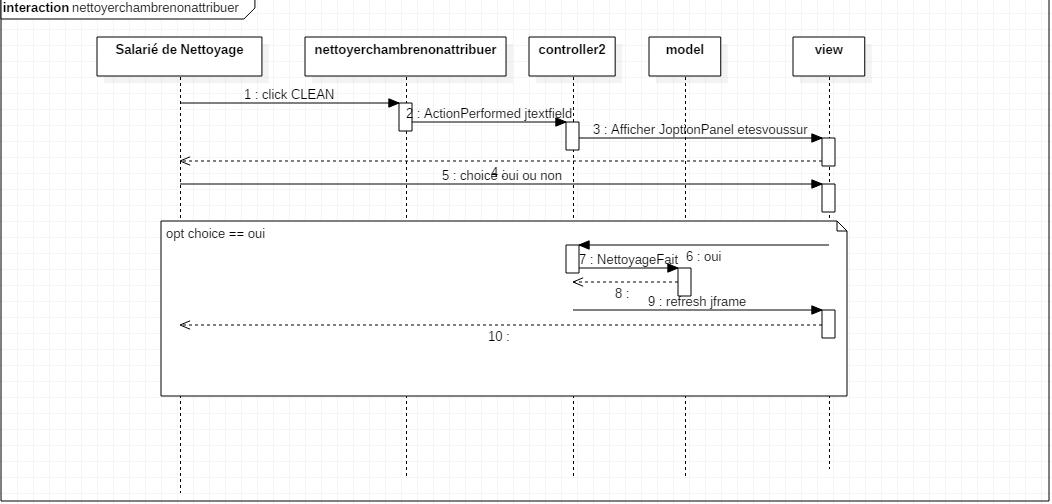 interaction nettoyerchambrenonattribuer
Salarié de Nettoyage
nettoyerchambrenonattribuer
controller2
model
view
1 : click CLEAN
2 : ActionPerformed jtextfield
3 : Afficher JoptionPanel etesvoussur
4 :
5 : choice oui ou non
opt choice == oui
6 : oui
7 : NettoyageFait
8 :
9 : refresh jframe
10 :